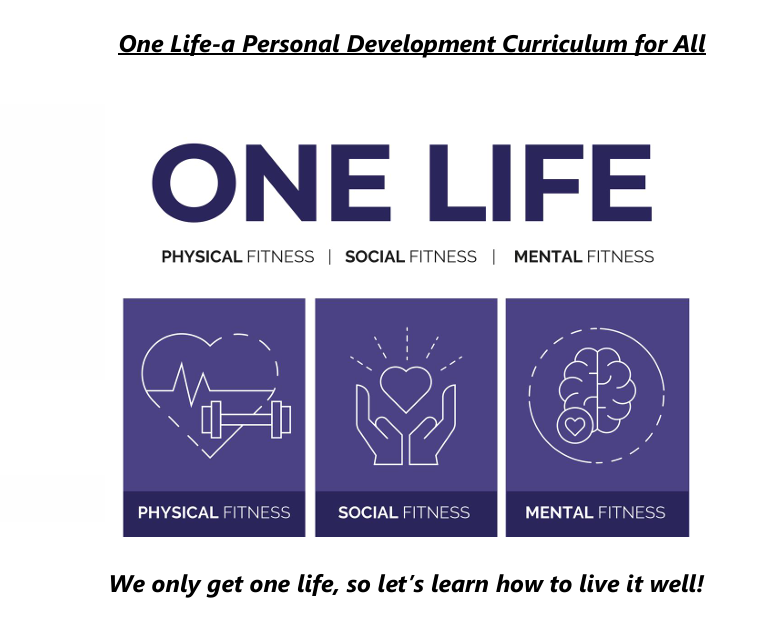 One Life-a Personal Development Curriculum for All
ONE LIFE
PHYSICAL FITNESS | SOCIAL FITNESS | MENTAL FITNESS
PHYSICAL FITNESS
SOCIAL FITNESS
MENTAL FITNESS
We only get one life, so let’s learn how to live it well!